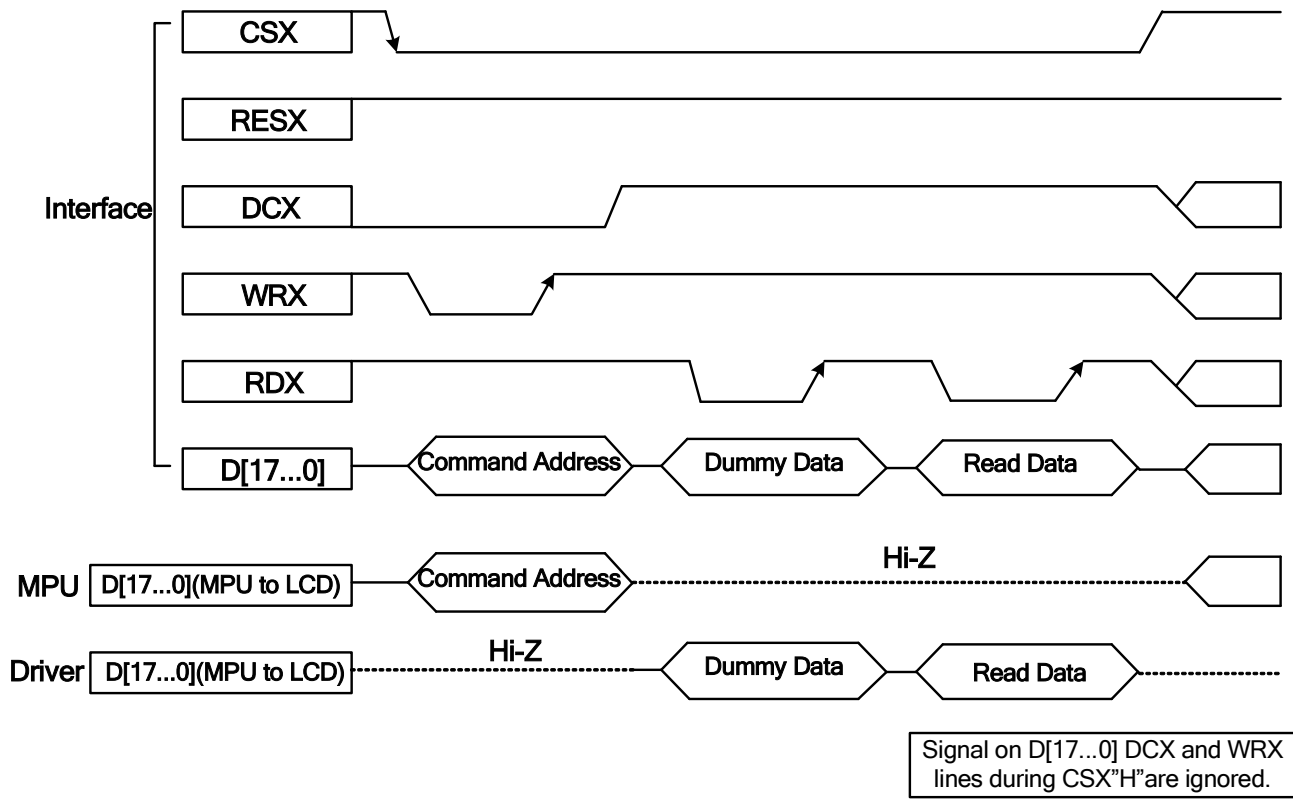 CSX
RESX
Interface
DCX
WRX
RDX
D[17...0]
Command Address
Dummy Data
Read Data
MPU
D[17...0](MPU to LCD)
Command Address
Hi-Z
Driver
D[17...0](MPU to LCD)
Hi-Z
Dummy Data
Read Data
Signal on D[17...0] DCX and WRX
lines during CSX"H"are ignored.